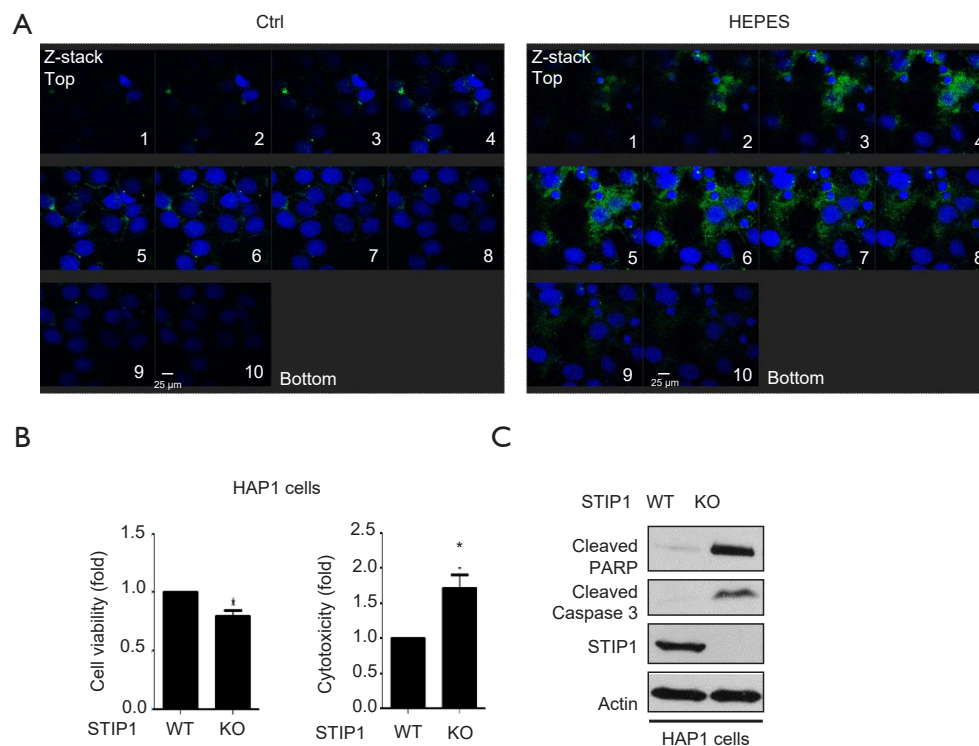 A
Ctrl
HEPES
Z-stack
Top
1
2
3
4
5
6
7
8
9
25 µm
10
Bottom
Z-stack
Top
1
2
3
4
5
6
7
8
9
25 µm
10
Bottom
B
HAP1 cells
Cell viability (fold)
1.5
1.0
0.5
0.0
STIP1 WT KO
Cytotoxicity (fold)
2.5
2.0
1.5
1.0
0.5
0.0
*
STIP1 WT KO
C
STIP1 WT KO
Cleaved
PARP
Cleaved
Caspase 3
STIP1
Actin
HAP1 cells